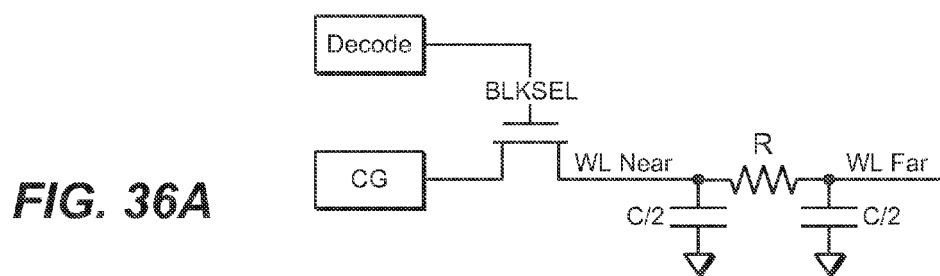 Decode
BLKSEL
R
WL Near
WL Far
CG
C/2
C/2
FIG. 36A